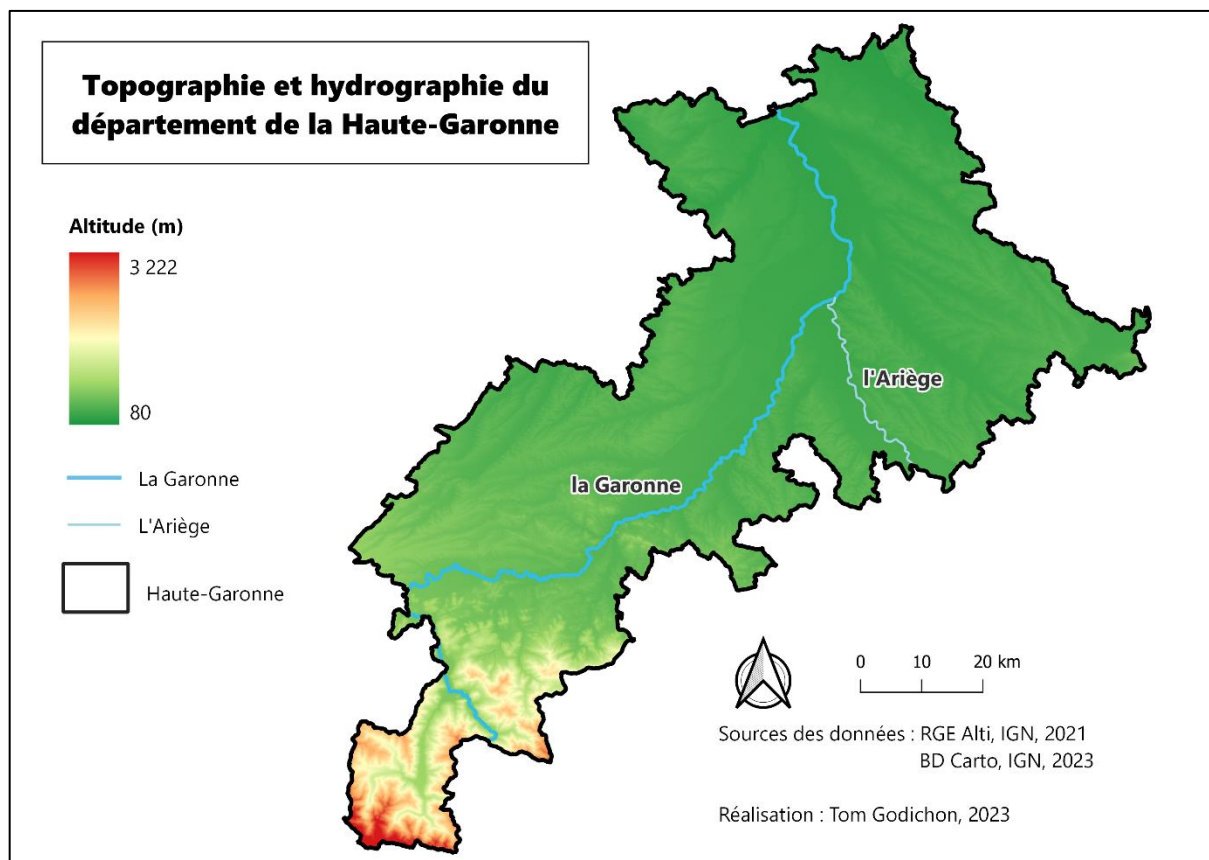 Topographie et hydrographie du
département de la Haute-Garonne
Altitude (m)
3 222
80
La Garonne
L'Ariège
Haute-Garonne
l'Ariège
la Garonne
0 10 20 km
Sources des données : RGE Alti, IGN, 2021
BD Carto, IGN, 2023
Réalisation : Tom Godichon, 2023